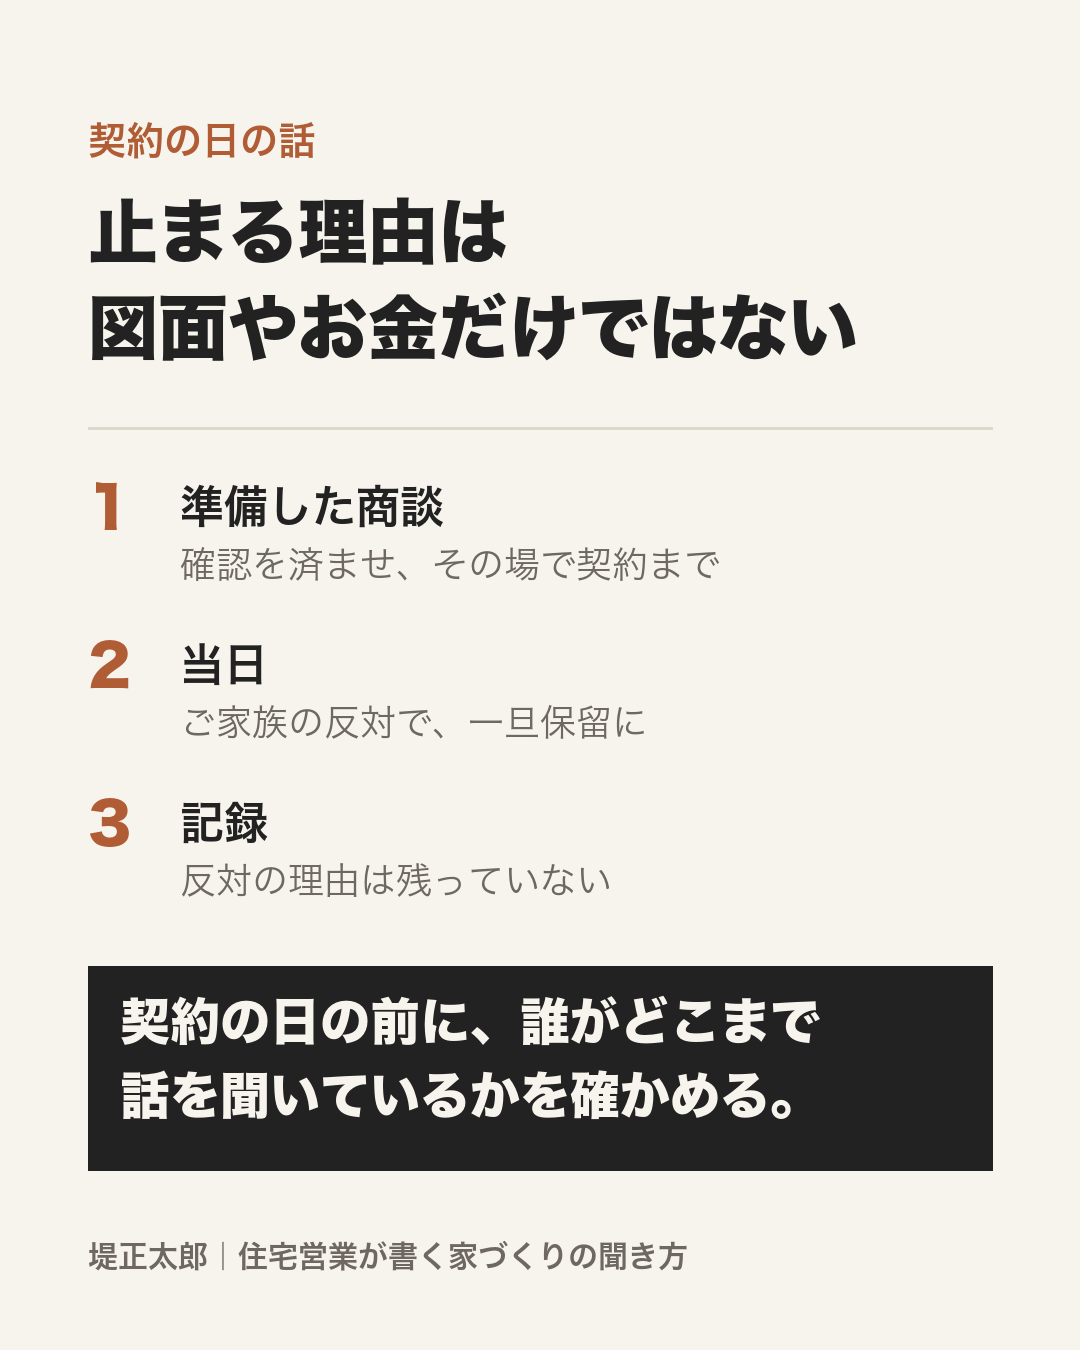 契約の日の話
止まる理由は
図面やお金だけではない
1 準備した商談
確認を済ませ、その場で契約まで
2 当日
ご家族の反対で、一旦保留に
3 記録
反対の理由は残っていない
契約の日の前に、誰がどこまで
話を聞いているかを確かめる。
堤正太郎｜住宅営業が書く家づくりの聞き方